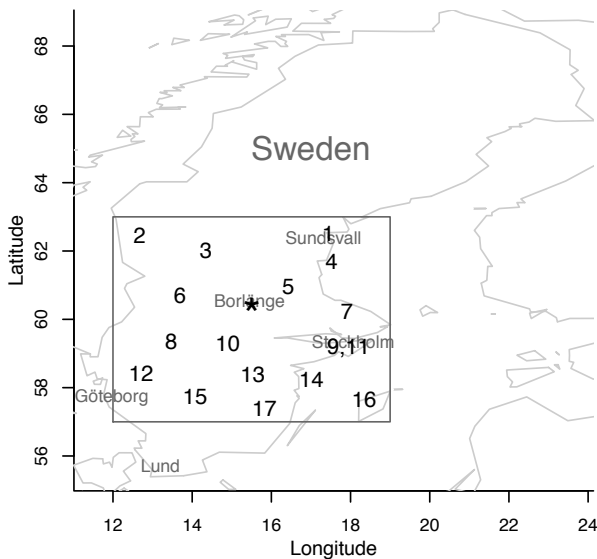 68
66
64
62
60
58
56
Latitude
Sweden
1
Sundsvall
2
3
4
5
6
Borlänge
*
7
8
10
Stockholm
9,11
12
13
14
Göteborg
15
16
17
Lund
12 14 16 18 20 22 24
Longitude